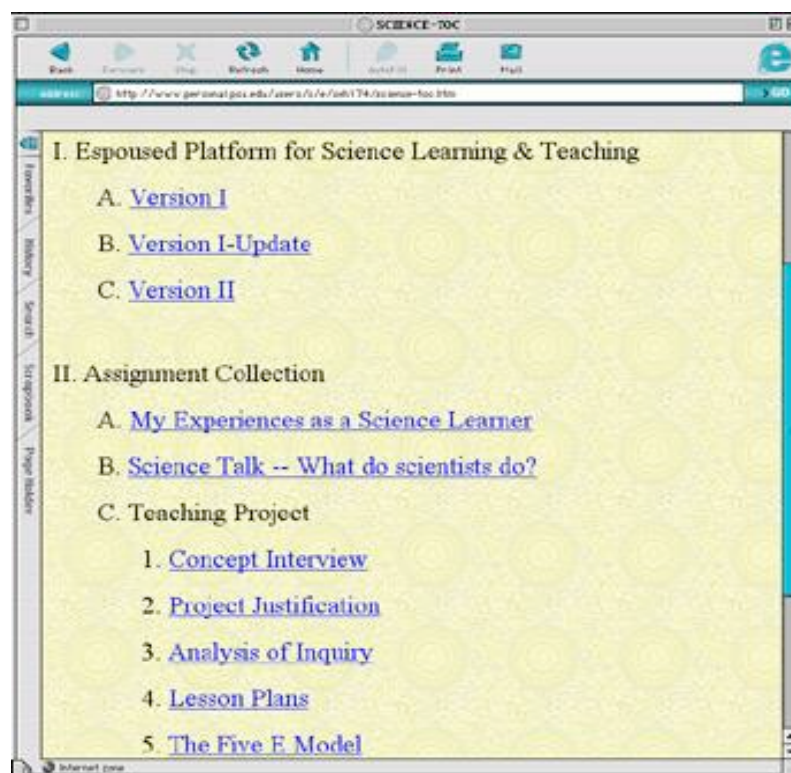 SCIENCE-TOC
Back Forward Stop Refresh Home AutoFill Print Mail
I. Espoused Platform for Science Learning & Teaching
A. Version I
B. Version I-Update
C. Version II
II. Assignment Collection
A. My Experiences as a Science Learner
B. Science Talk -- What do scientists do?
C. Teaching Project
1. Concept Interview
2. Project Justification
3. Analysis of Inquiry
4. Lesson Plans
5. The Five E Model
Favorites
History
Search
Scrapbook
Page Holder
Internet zone